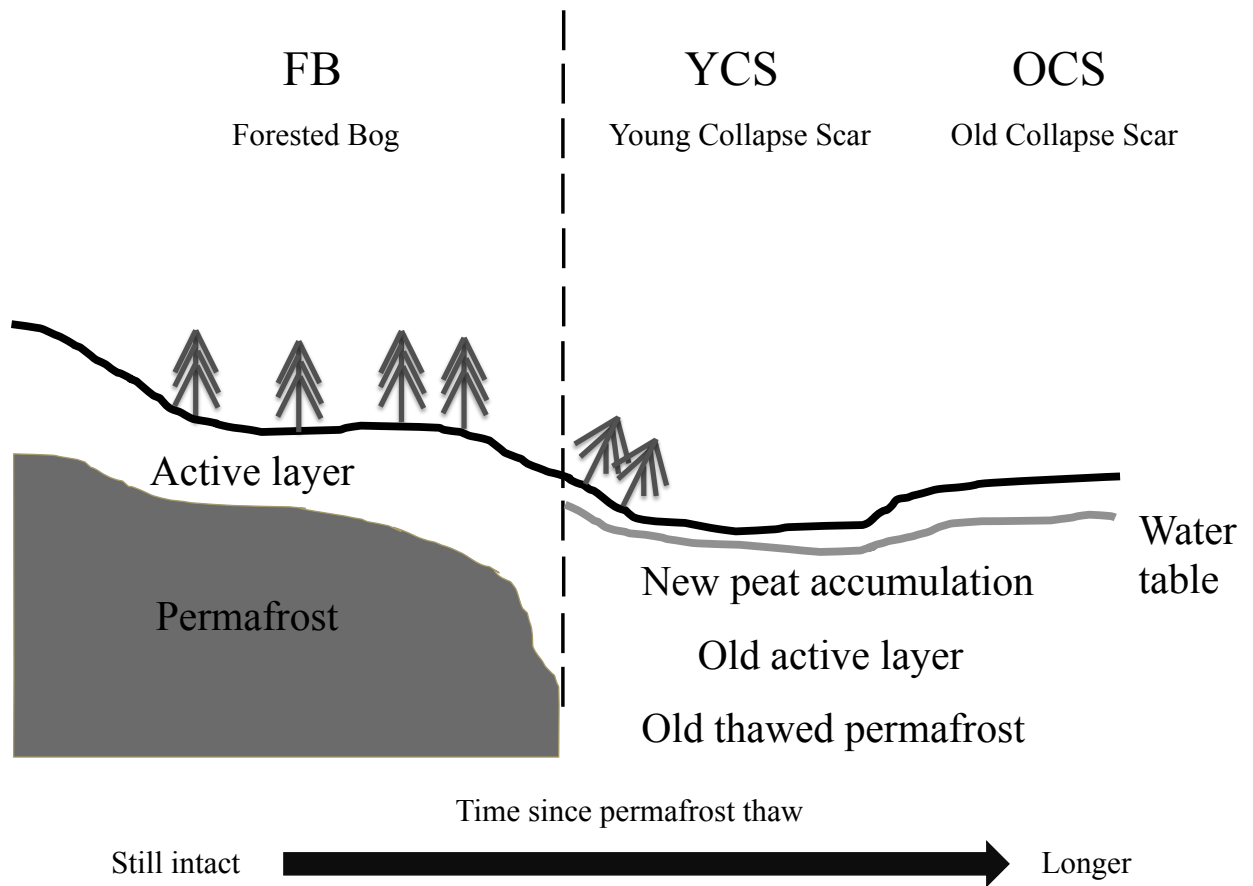 FB
YCS
OCS
Forested Bog
Young Collapse Scar
Old Collapse Scar
Active layer
Permafrost
Water
table
New peat accumulation
Old active layer
Old thawed permafrost
Time since permafrost thaw
Still intact
Longer